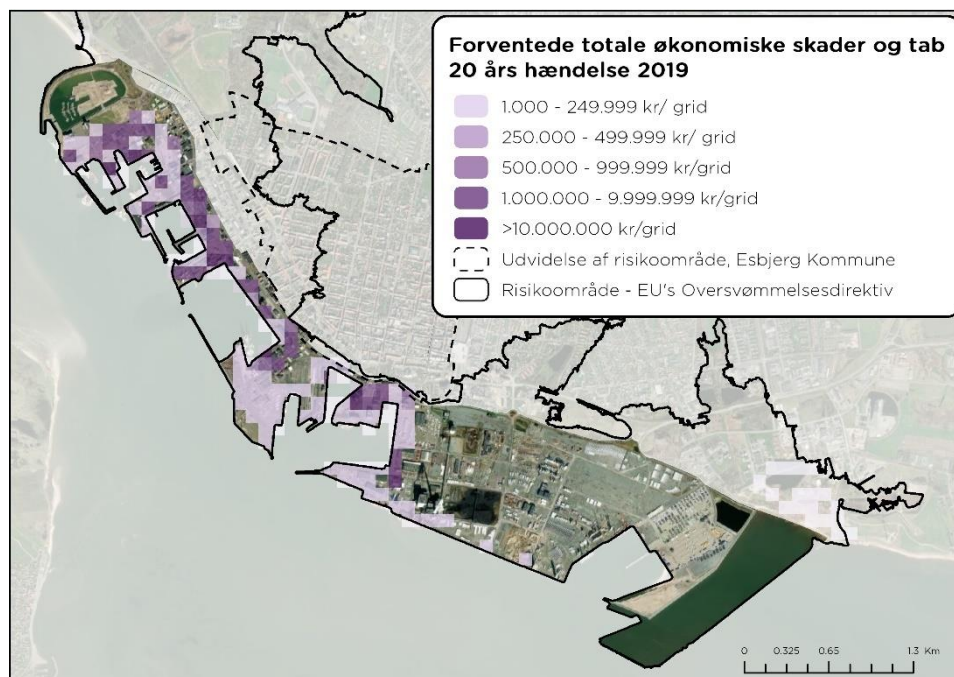 Forventede totale økonomiske skader og tab
20 års hændelse 2019
1.000 - 249.999 kr/ grid
250.000 - 499.999 kr/ grid
500.000 - 999.999 kr/grid
1.000.000 - 9.999.999 kr/grid
>10.000.000 kr/grid
Udvidelse af risikoområde, Esbjerg Kommune
Risikoområde - EU's Oversvømmelsesdirektiv
0 0.325 0.65 1.3 Km